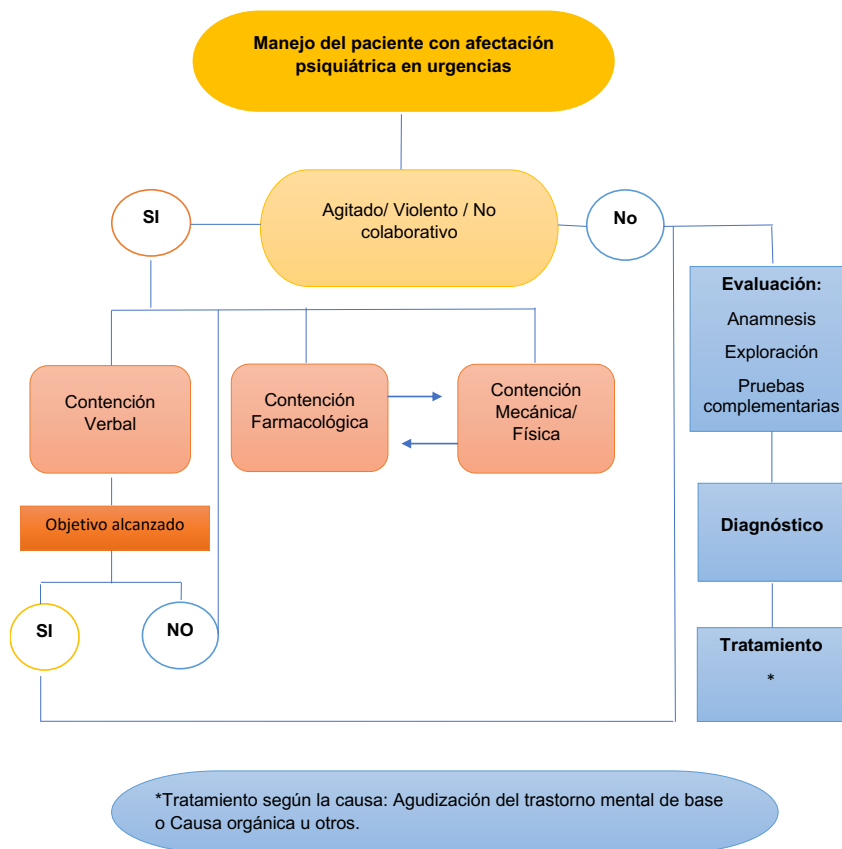 Manejo del paciente con afectación
psiquiátrica en urgencias
SI
Agitado/ Violento / No
colaborativo
No
Evaluación:
Anamnesis
Exploración
Pruebas
complementarias
Contención
Verbal
Contención
Farmacológica
Contención
Mecánica/
Física
Objetivo alcanzado
Diagnóstico
SI
NO
Tratamiento
*
*Tratamiento según la causa: Agudización del trastorno mental de base
o Causa orgánica u otros.